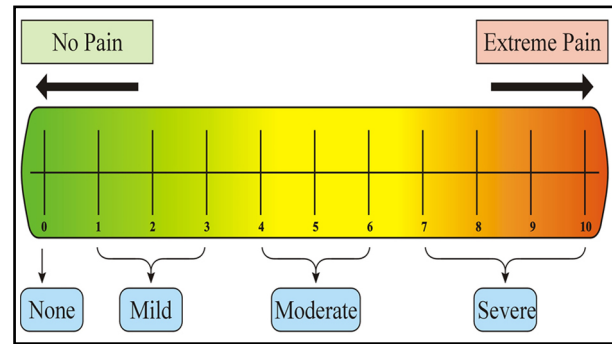 No Pain
Extreme Pain
0 1 2 3 4 5 6 7 8 9 10
None
Mild
Moderate
Severe